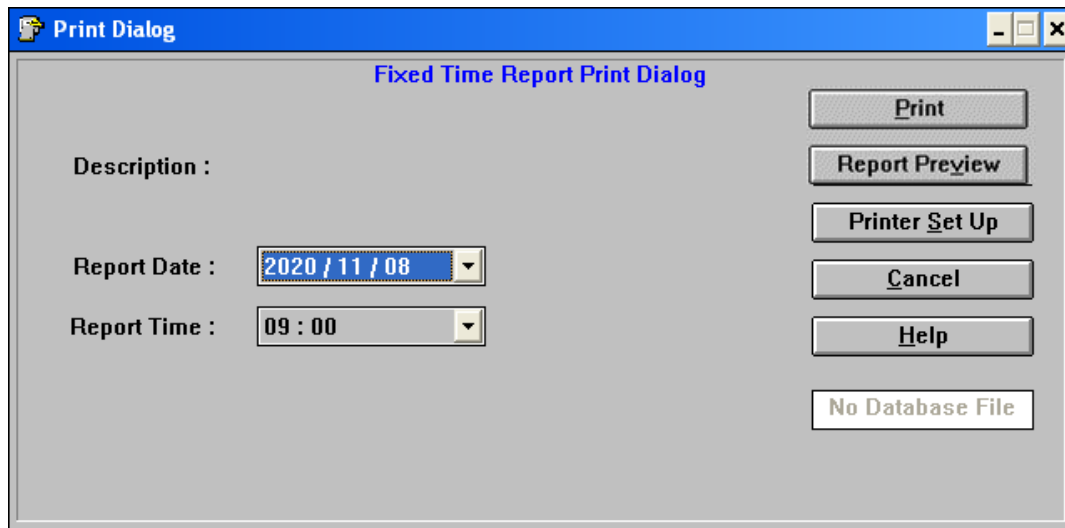 Print Dialog
Fixed Time Report Print Dialog
Print
Description :
Report Preview
Printer Set Up
Report Date :
2020 / 11 / 08
Cancel
Report Time :
09 : 00
Help
No Database File